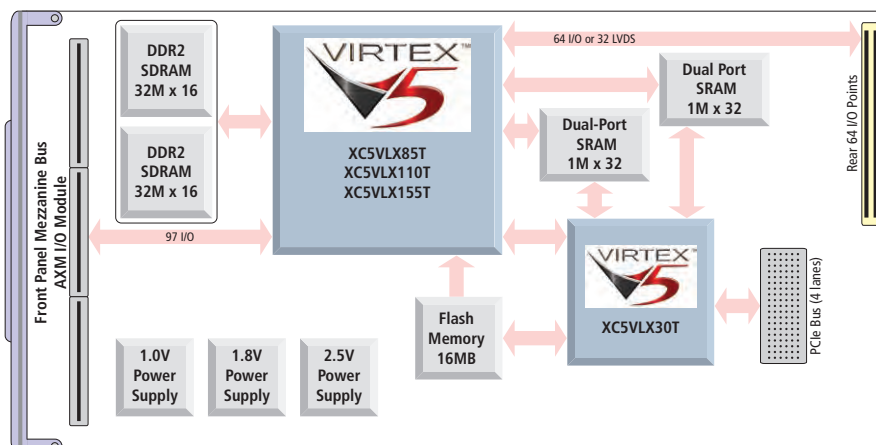 Front Panel Mezzanine Bus
AXM I/O Module
DDR2
SDRAM
32M x 16
DDR2
SDRAM
32M x 16
97 I/O
VIRTEX™
5
XC5VLX85T
XC5VLX110T
XC5VLX155T
64 I/O or 32 LVDS
Dual Port
SRAM
1M x 32
Dual-Port
SRAM
1M x 32
Rear 64 I/O Points
VIRTEX™
5
XC5VLX30T
PCIe Bus (4 lanes)
Flash
Memory
16MB
1.0V
Power
Supply
1.8V
Power
Supply
2.5V
Power
Supply